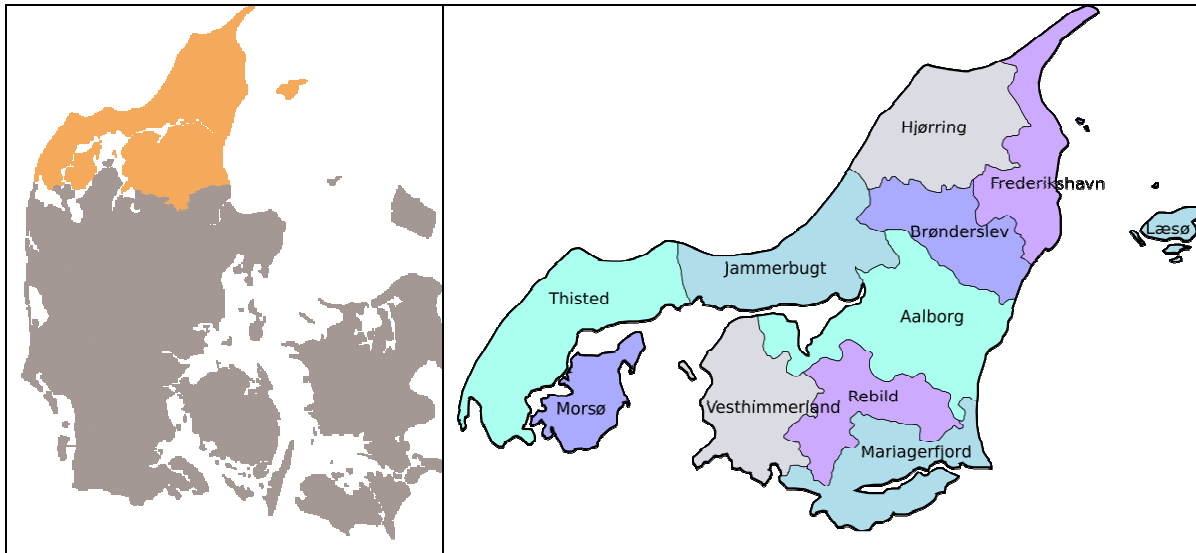 Hjørring
Frederikshavn
Læsø
Brønderslev
Jammerbugt
Thisted
Aalborg
Rebild
Morsø
Vesthimmerland
Mariagerfjord